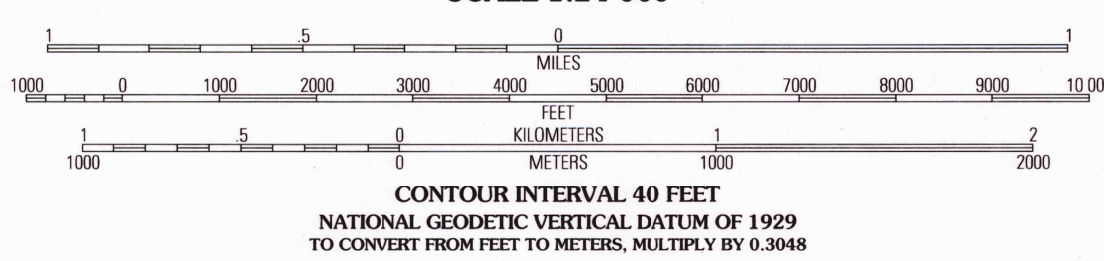 1 .5 0 1
MILES
1000 0 1000 2000 3000 4000 5000 6000 7000 8000 9000 10 00
FEET
1 .5 0 KILOMETERS 1 2
1000 0 METERS 1000 2000
CONTOUR INTERVAL 40 FEET
NATIONAL GEODETIC VERTICAL DATUM OF 1929
TO CONVERT FROM FEET TO METERS, MULTIPLY BY 0.3048